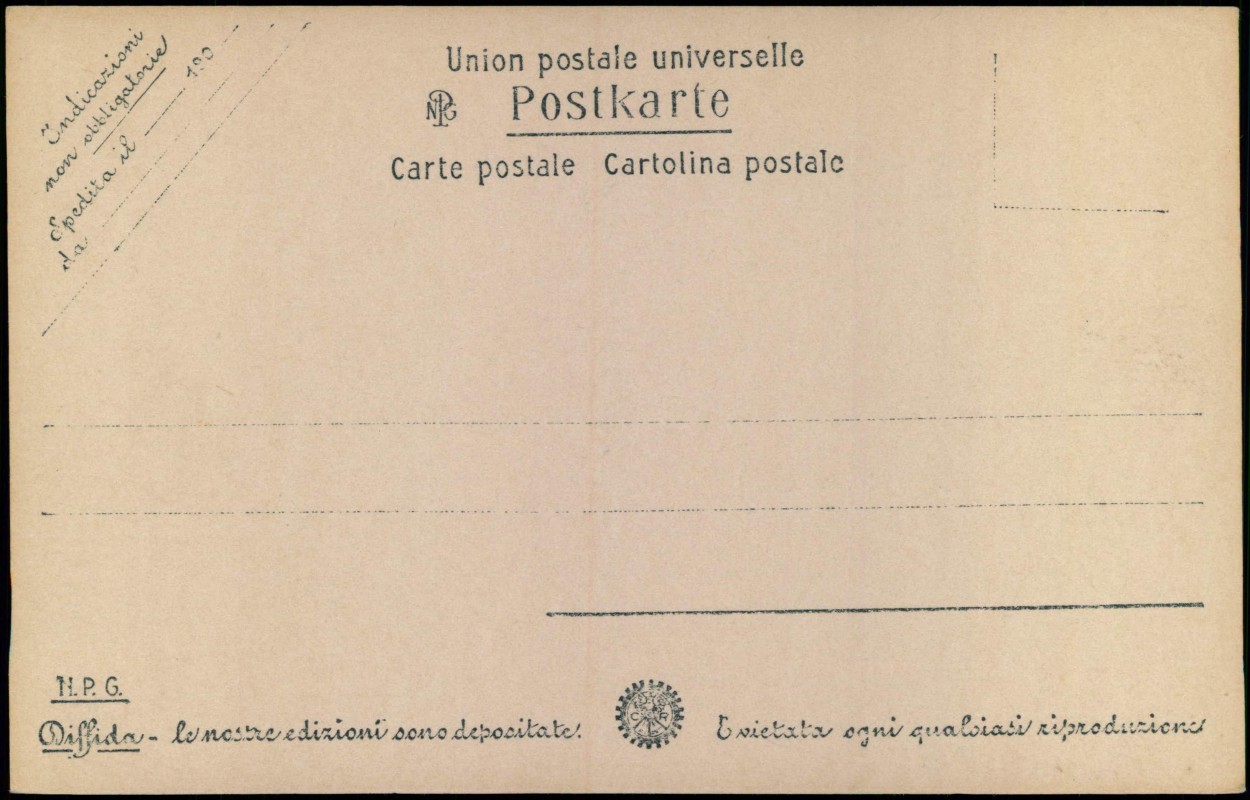 Indicazioni
non obbligatorie
Spedita il 190
da
Union postale universelle
NPG Postkarte
Carte postale Cartolina postale
N.P.G.
Diffida - le nostre edizioni sono depositate.
E vietata ogni qualsiasi riproduzione